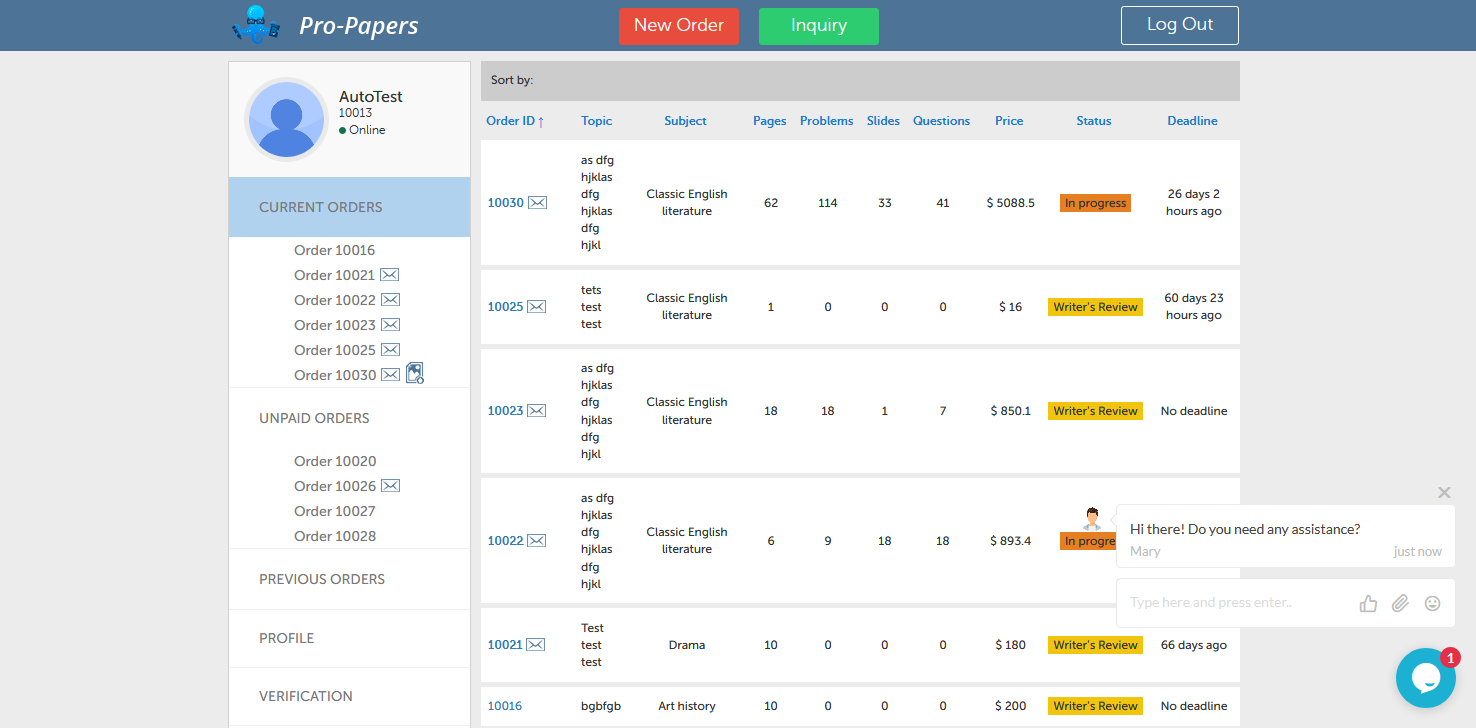 Pro-Papers
New Order
Inquiry
Log Out
AutoTest
10013
Online
CURRENT ORDERS
Order 10016
Order 10021
Order 10022
Order 10023
Order 10025
Order 10030
UNPAID ORDERS
Order 10020
Order 10026
Order 10027
Order 10028
PREVIOUS ORDERS
PROFILE
VERIFICATION
Sort by:
Order ID ↑ Topic Subject Pages Problems Slides Questions Price Status Deadline
as dfg
hjklas
dfg
hjklas
dfg
hjkl
10030 Classic English
literature 62 114 33 41 $ 5088.5 In progress 26 days 2
hours ago
tets
test
test
10025 Classic English
literature 1 0 0 0 $ 16 Writer's Review 60 days 23
hours ago
as dfg
hjklas
dfg
hjklas
dfg
hjkl
10023 Classic English
literature 18 18 1 7 $ 850.1 Writer's Review No deadline
as dfg
hjklas
dfg
hjklas
dfg
hjkl
10022 Classic English
literature 6 9 18 18 $ 893.4 In progre
Test
test
test
10021 Drama 10 0 0 0 $ 180 Writer's Review 66 days ago
10016 bgbfgb Art history 10 0 0 0 $ 200 Writer's Review No deadline
Hi there! Do you need any assistance?
Mary just now
Type here and press enter..
1